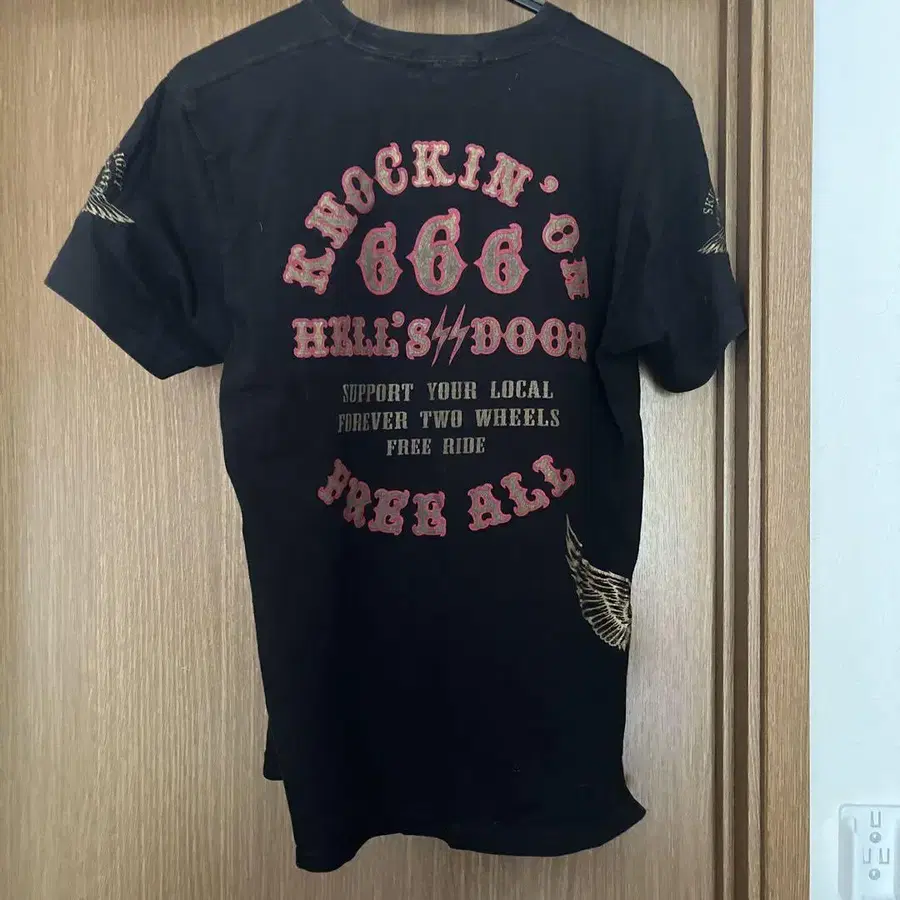 KNOCKIN' ON
666
HELL'S ⚡⚡ DOOR
SUPPORT YOUR LOCAL
FOREVER TWO WHEELS
FREE RIDE
FREE ALL